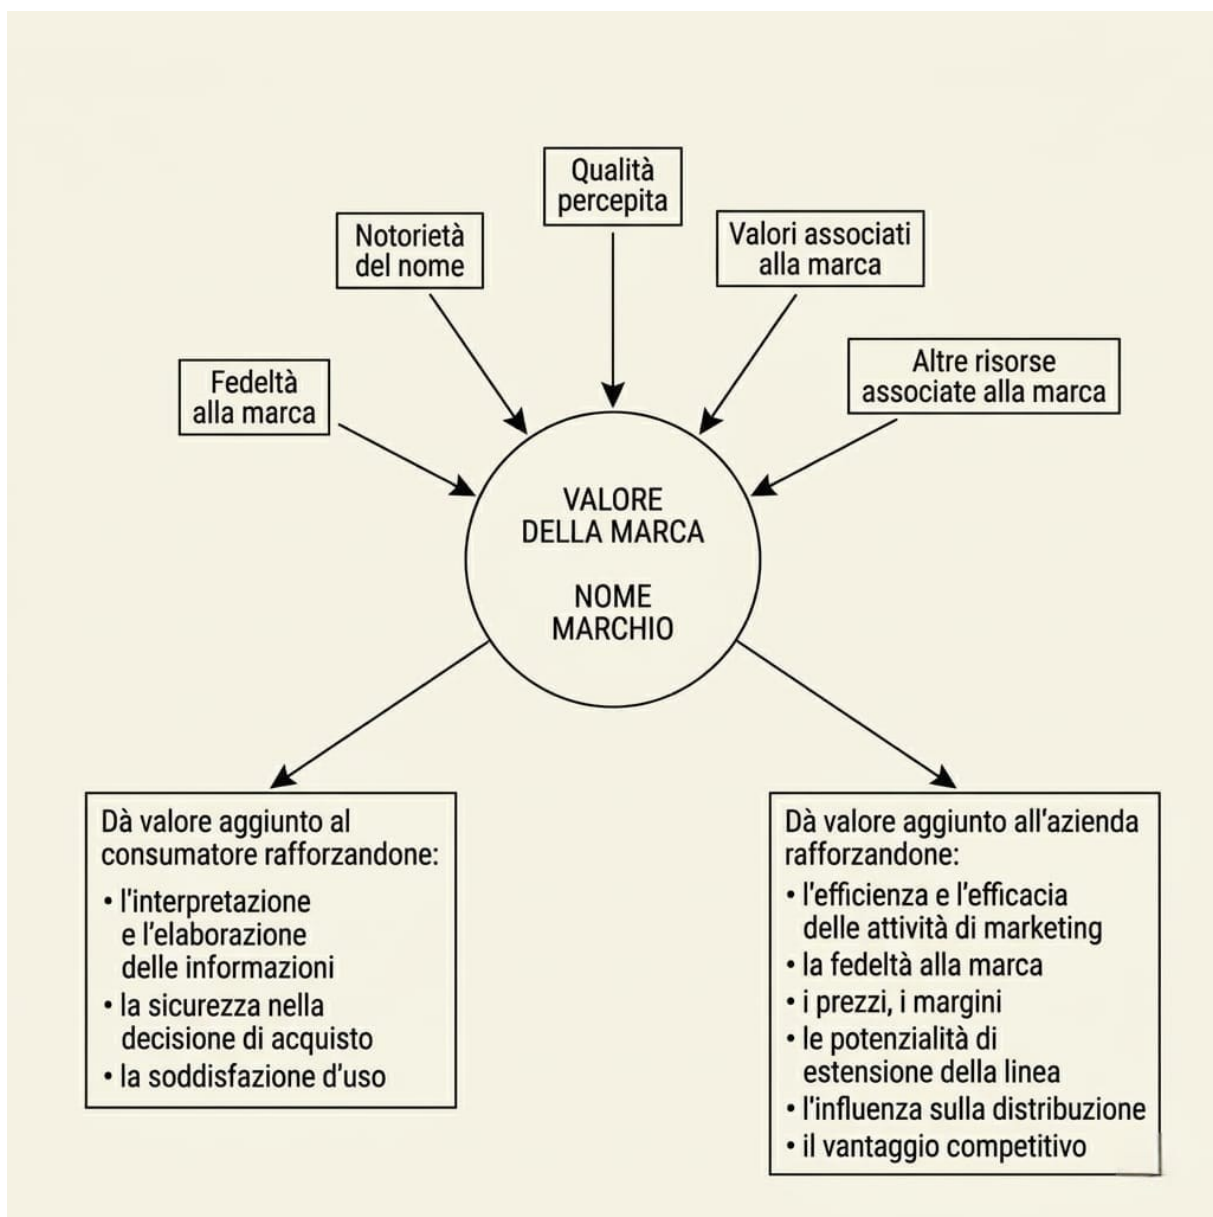 Qualità
percepita
Notorietà
del nome
Valori associati
alla marca
Fedeltà
alla marca
Altre risorse
associate alla marca
VALORE
DELLA MARCA
NOME
MARCHIO
Dà valore aggiunto al
consumatore rafforzandone:
• l'interpretazione
e l'elaborazione
delle informazioni
• la sicurezza nella
decisione di acquisto
• la soddisfazione d'uso
Dà valore aggiunto all'azienda
rafforzandone:
• l'efficienza e l'efficacia
delle attività di marketing
• la fedeltà alla marca
• i prezzi, i margini
• le potenzialità di
estensione della linea
• l'influenza sulla distribuzione
• il vantaggio competitivo